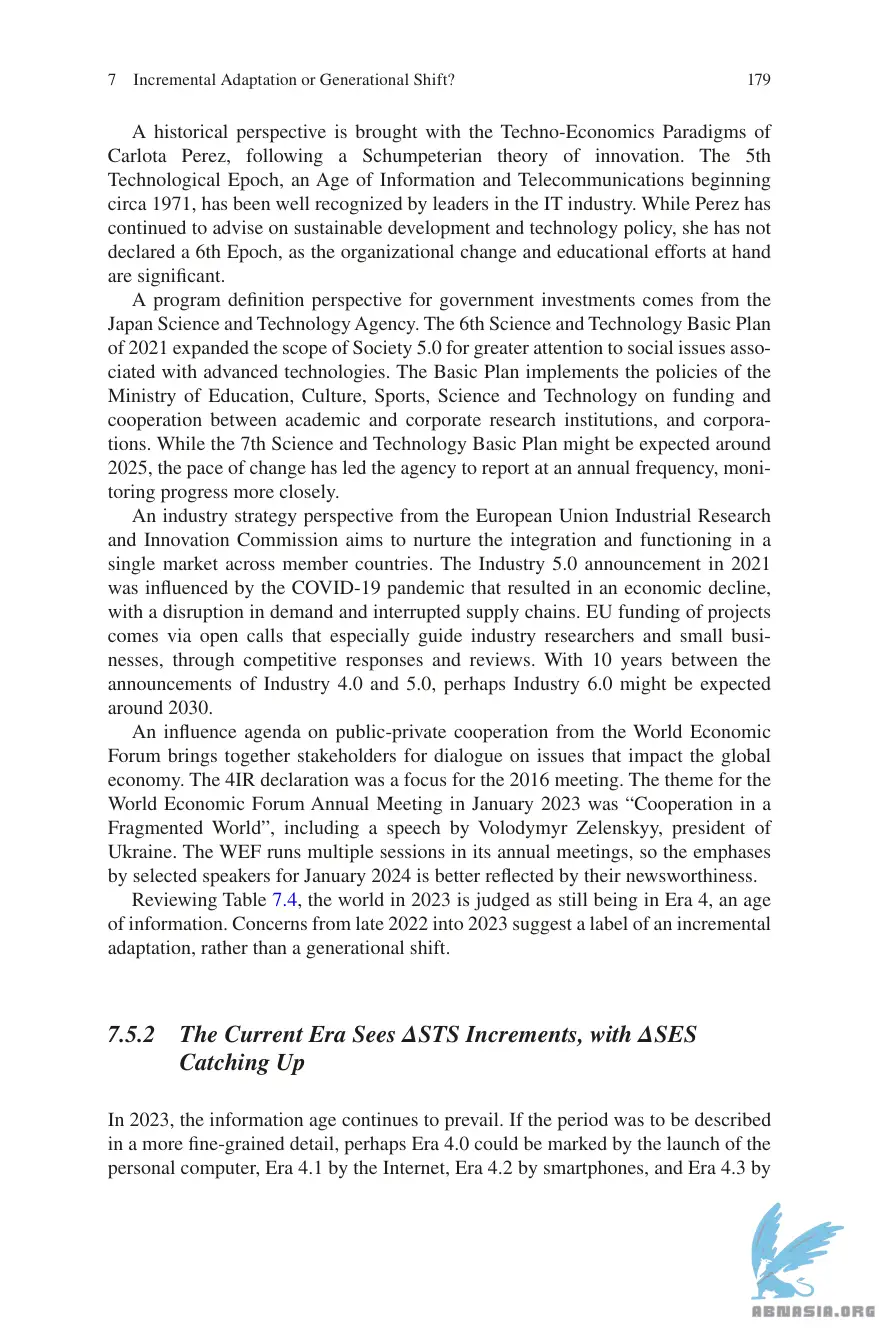 7 Incremental Adaptation or Generational Shift? 179
A historical perspective is brought with the Techno-Economics Paradigms of
Carlota Perez, following a Schumpeterian theory of innovation. The 5th
Technological Epoch, an Age of Information and Telecommunications beginning
circa 1971, has been well recognized by leaders in the IT industry. While Perez has
continued to advise on sustainable development and technology policy, she has not
declared a 6th Epoch, as the organizational change and educational efforts at hand
are significant.
A program definition perspective for government investments comes from the
Japan Science and Technology Agency. The 6th Science and Technology Basic Plan
of 2021 expanded the scope of Society 5.0 for greater attention to social issues asso-
ciated with advanced technologies. The Basic Plan implements the policies of the
Ministry of Education, Culture, Sports, Science and Technology on funding and
cooperation between academic and corporate research institutions, and corpora-
tions. While the 7th Science and Technology Basic Plan might be expected around
2025, the pace of change has led the agency to report at an annual frequency, moni-
toring progress more closely.
An industry strategy perspective from the European Union Industrial Research
and Innovation Commission aims to nurture the integration and functioning in a
single market across member countries. The Industry 5.0 announcement in 2021
was influenced by the COVID-19 pandemic that resulted in an economic decline,
with a disruption in demand and interrupted supply chains. EU funding of projects
comes via open calls that especially guide industry researchers and small busi-
nesses, through competitive responses and reviews. With 10 years between the
announcements of Industry 4.0 and 5.0, perhaps Industry 6.0 might be expected
around 2030.
An influence agenda on public-private cooperation from the World Economic
Forum brings together stakeholders for dialogue on issues that impact the global
economy. The 4IR declaration was a focus for the 2016 meeting. The theme for the
World Economic Forum Annual Meeting in January 2023 was “Cooperation in a
Fragmented World”, including a speech by Volodymyr Zelenskyy, president of
Ukraine. The WEF runs multiple sessions in its annual meetings, so the emphases
by selected speakers for January 2024 is better reflected by their newsworthiness.
Reviewing Table 7.4, the world in 2023 is judged as still being in Era 4, an age
of information. Concerns from late 2022 into 2023 suggest a label of an incremental
adaptation, rather than a generational shift.
7.5.2 The Current Era Sees ΔSTS Increments, with ΔSES
Catching Up
In 2023, the information age continues to prevail. If the period was to be described
in a more fine-grained detail, perhaps Era 4.0 could be marked by the launch of the
personal computer, Era 4.1 by the Internet, Era 4.2 by smartphones, and Era 4.3 by
ABNASIA.ORG